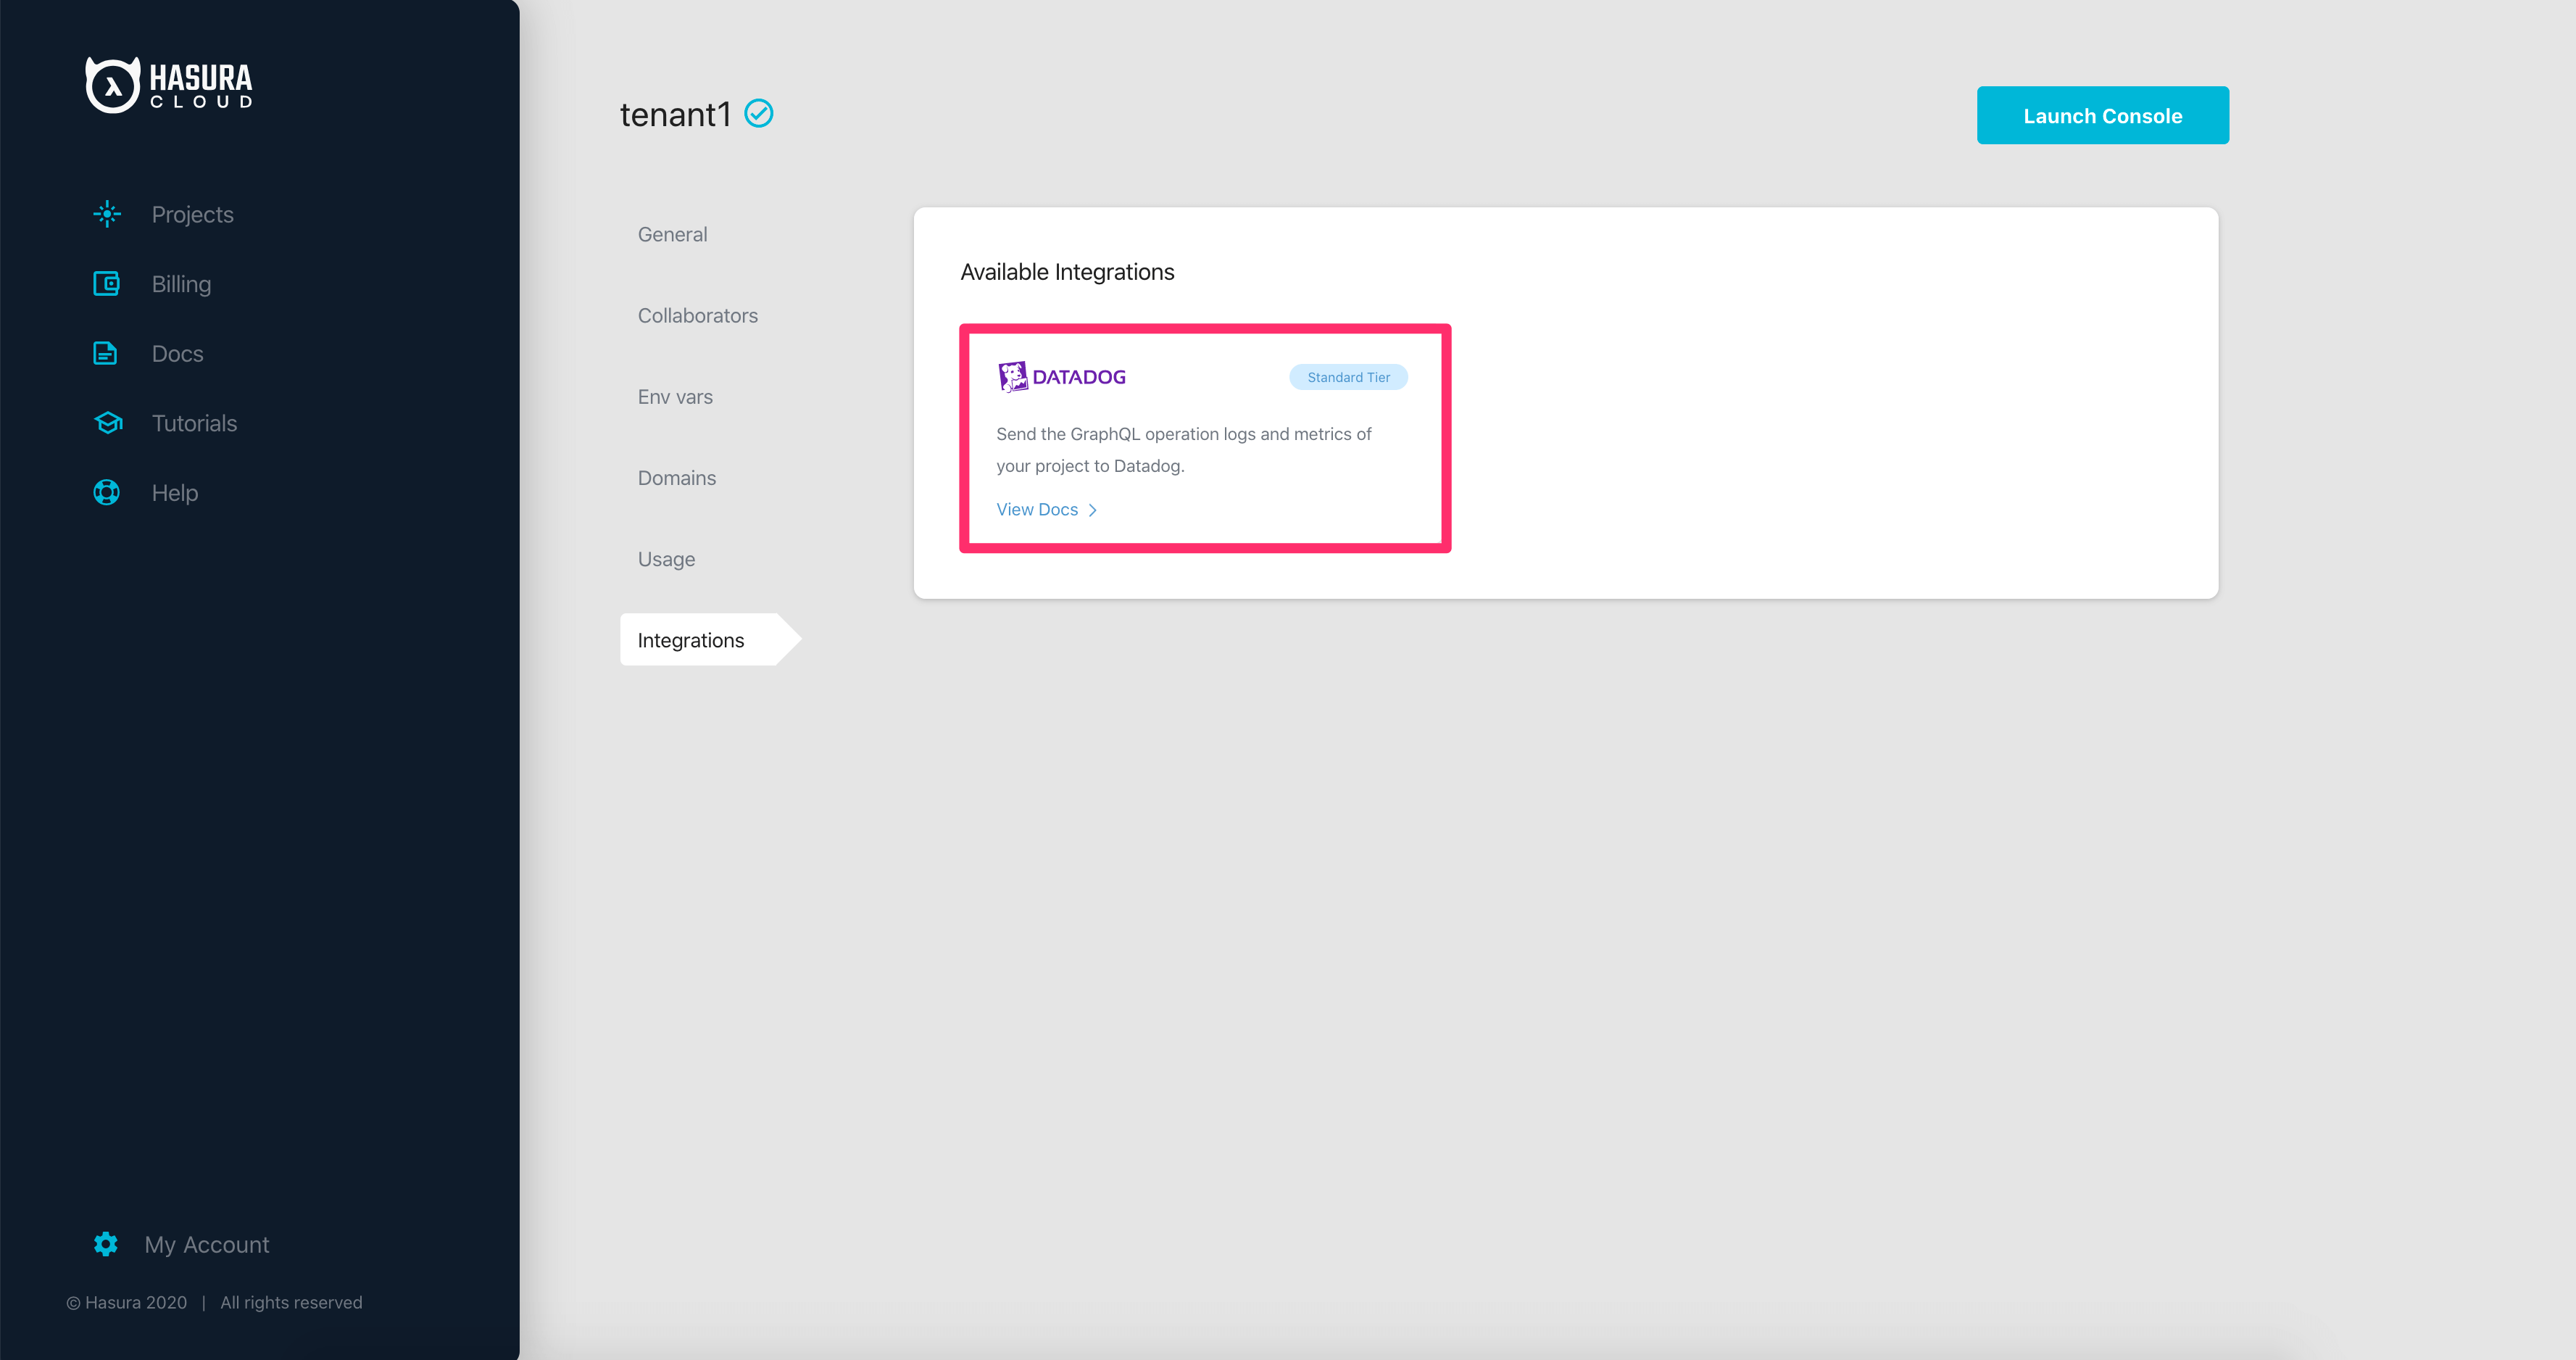 HASURA
CLOUD
Projects
Billing
Docs
Tutorials
Help
My Account
© Hasura 2020 | All rights reserved
tenant1
Launch Console
General
Collaborators
Env vars
Domains
Usage
Integrations
Available Integrations
DATADOG
Standard Tier
Send the GraphQL operation logs and metrics of
your project to Datadog.
View Docs >